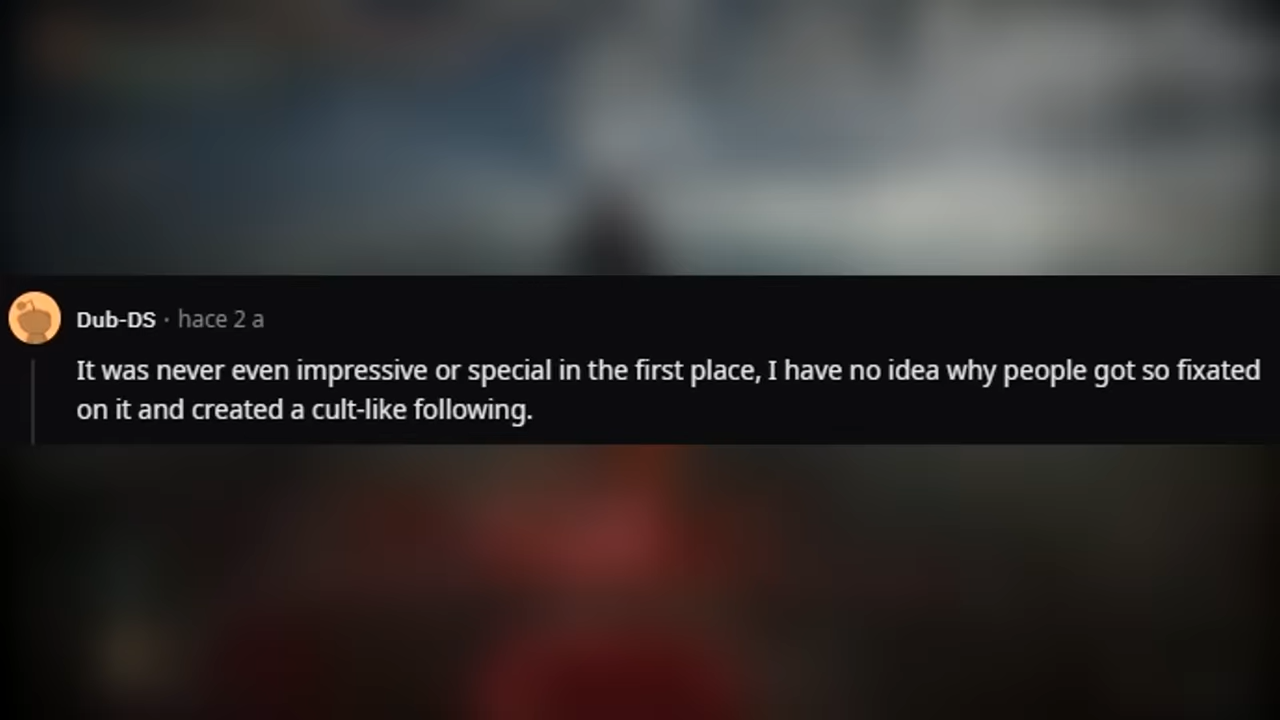 Dub-DS · hace 2 a
It was never even impressive or special in the first place, I have no idea why people got so fixated
on it and created a cult-like following.